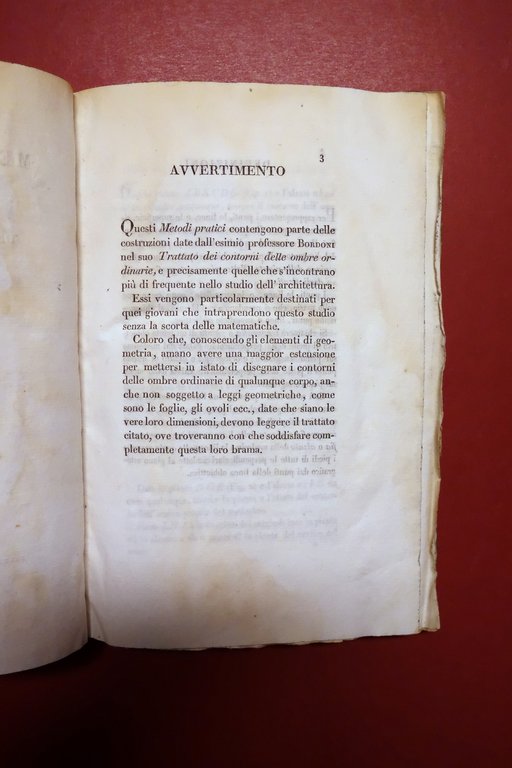 3
AVVERTIMENTO
Questi Metodi pratici contengono parte delle
costruzioni date dall'esimio professore BORDONI
nel suo Trattato dei contorni delle ombre or-
dinarie, e precisamente quelle che s'incontrano
più di frequente nello studio dell'architettura.
Essi vengono particolarmente destinati per
quei giovani che intraprendono questo studio
senza la scorta delle matematiche.
Coloro che, conoscendo gli elementi di geo-
metria, amano avere una maggior estensione
per mettersi in istato di disegnare i contorni
delle ombre ordinarie di qualunque corpo, an-
che non soggetto a leggi geometriche, come
sono le foglie, gli ovoli ecc., date che siano le
vere loro dimensioni, devono leggere il trattato
citato, ove troveranno con che soddisfare com-
pletamente questa loro brama.